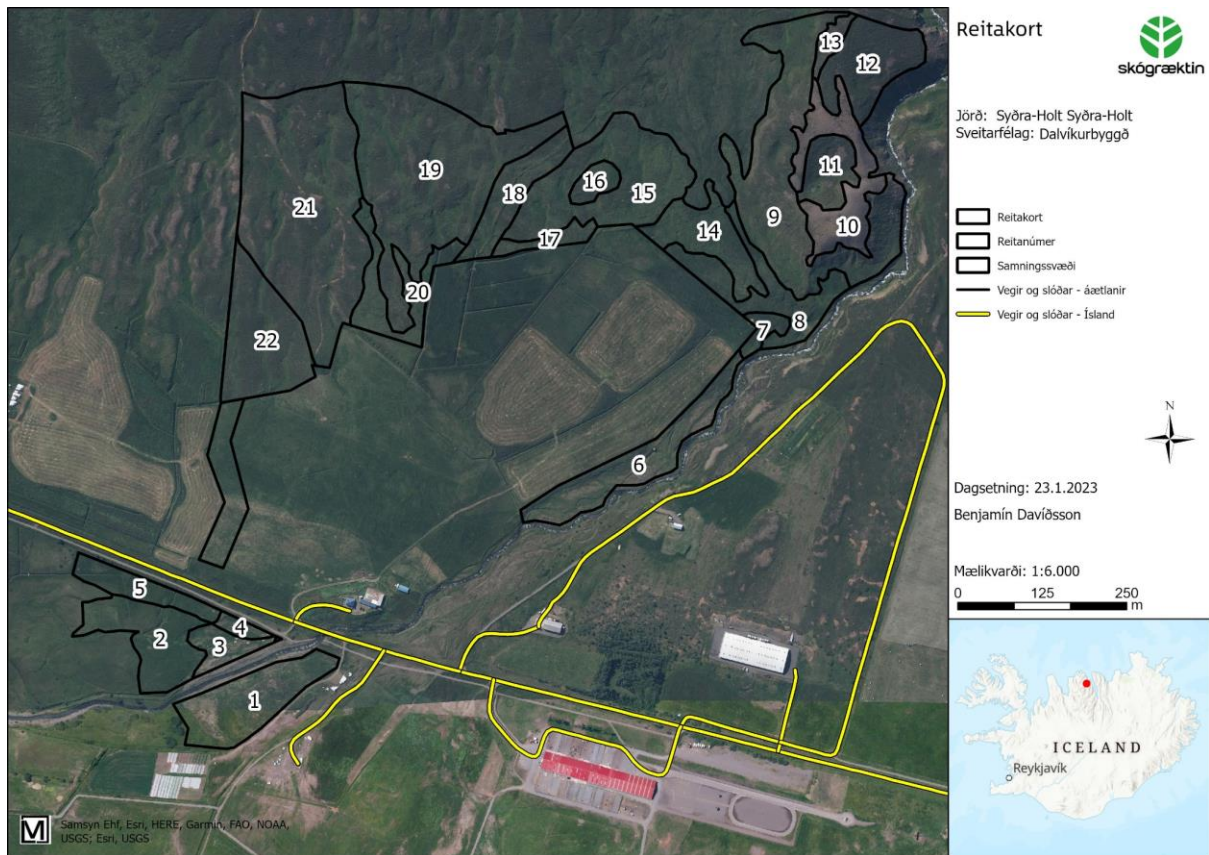 Reitakort
skógræktin
Jörð: Syðra-Holt Syðra-Holt
Sveitarfélag: Dalvíkurbyggð
Reitakort
Reitanúmer
Samningssvæði
Vegir og slóðar - áætlanir
Vegir og slóðar - Ísland
N
Dagsetning: 23.1.2023
Benjamín Davíðsson
Mælikvarði: 1:6.000
0 125 250
m
ICELAND
Reykjavík
13
12
11
10
9
19
18
16
15
14
17
21
20
22
7
8
6
5
4
2
3
1
M
Samsýn Ehf, Esri, HERE, Garmin, FAO, NOAA,
USGS; Esri, USGS